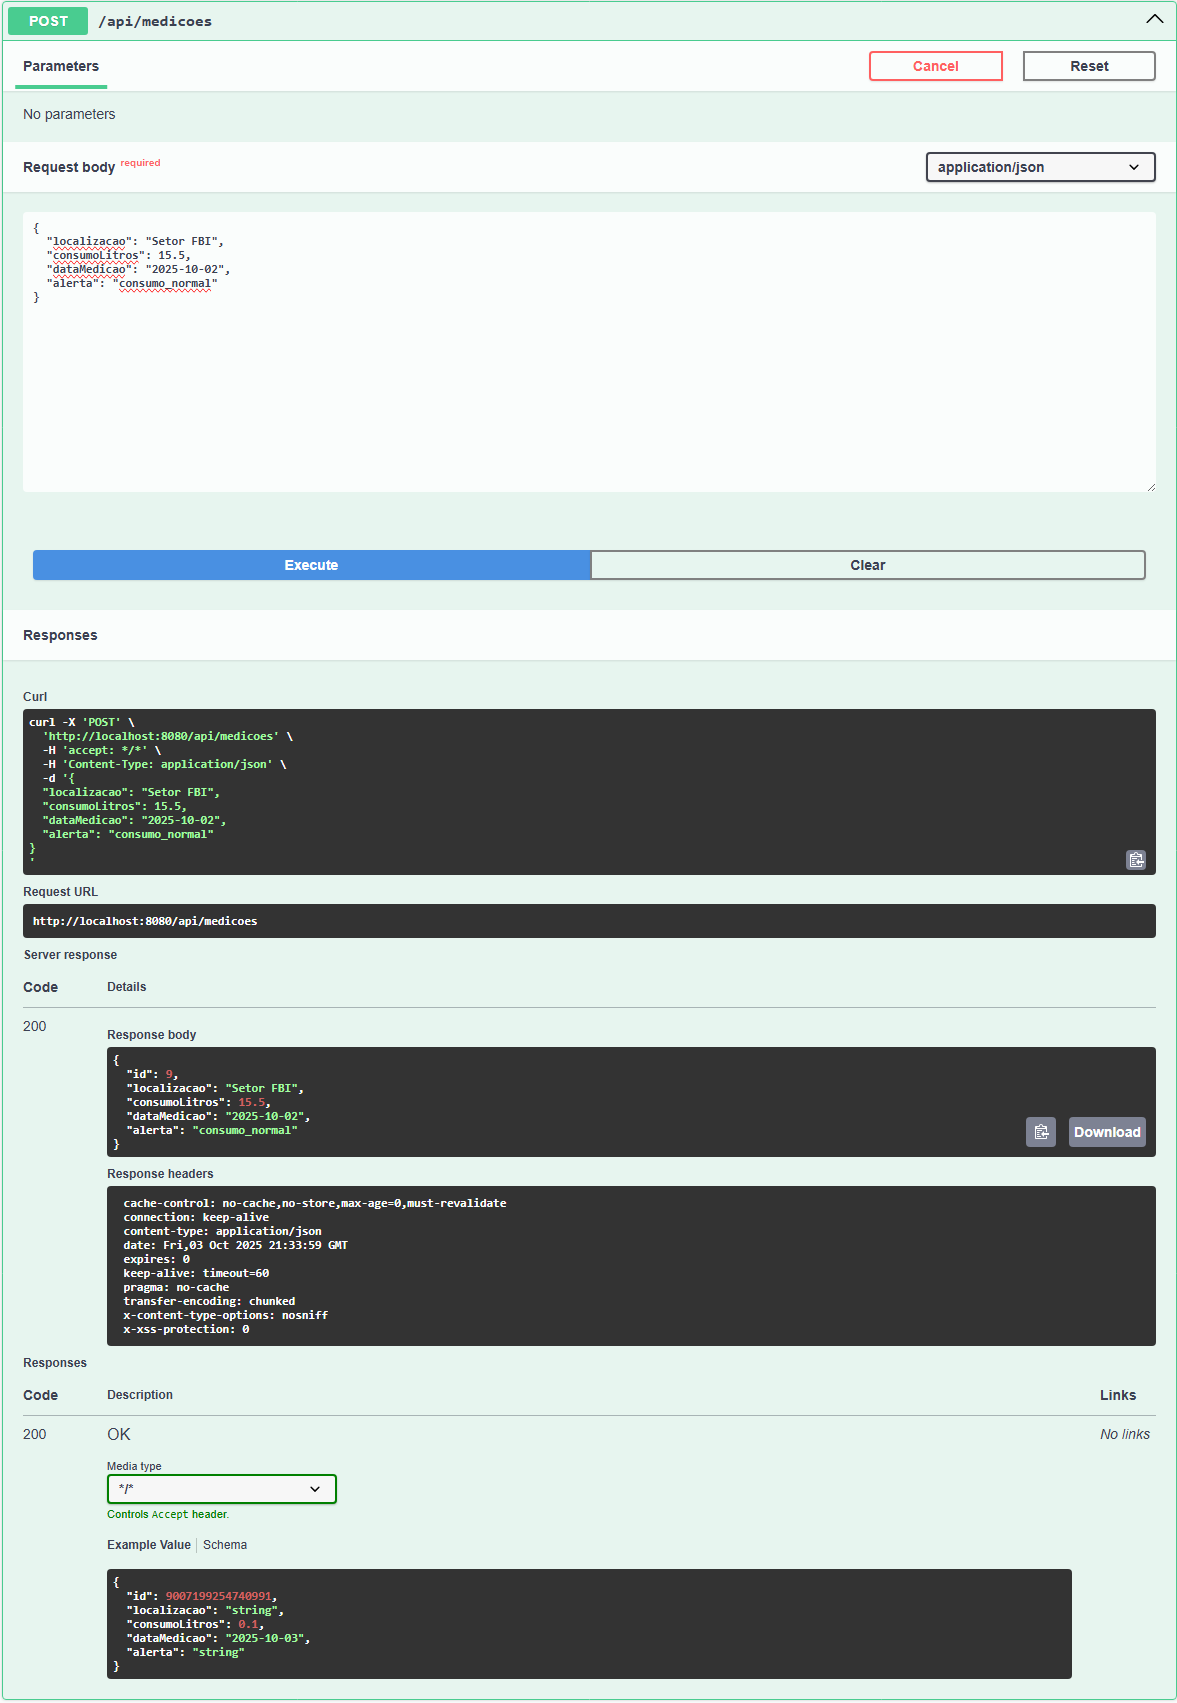 POST /api/medicoes
Parameters
Cancel
Reset
No parameters
Request body required
application/json
{
  "localizacao": "Setor FBI",
  "consumoLitros": 15.5,
  "dataMedicao": "2025-10-02",
  "alerta": "consumo_normal"
}
Execute
Clear
Responses
Curl
curl -X 'POST' \
  'http://localhost:8080/api/medicoes' \
  -H 'accept: */*' \
  -H 'Content-Type: application/json' \
  -d '{
  "localizacao": "Setor FBI",
  "consumoLitros": 15.5,
  "dataMedicao": "2025-10-02",
  "alerta": "consumo_normal"
}
'
Request URL
http://localhost:8080/api/medicoes
Server response
Code Details
200
Response body
{
  "id": 9,
  "localizacao": "Setor FBI",
  "consumoLitros": 15.5,
  "dataMedicao": "2025-10-02",
  "alerta": "consumo_normal"
}
Download
Response headers
cache-control: no-cache,no-store,max-age=0,must-revalidate
connection: keep-alive
content-type: application/json
date: Fri,03 Oct 2025 21:33:59 GMT
expires: 0
keep-alive: timeout=60
pragma: no-cache
transfer-encoding: chunked
x-content-type-options: nosniff
x-xss-protection: 0
Responses
Code Description Links
200 OK No links
Media type
*/*
Controls Accept header.
Example Value Schema
{
  "id": 9007199254740991,
  "localizacao": "string",
  "consumoLitros": 0.1,
  "dataMedicao": "2025-10-03",
  "alerta": "string"
}